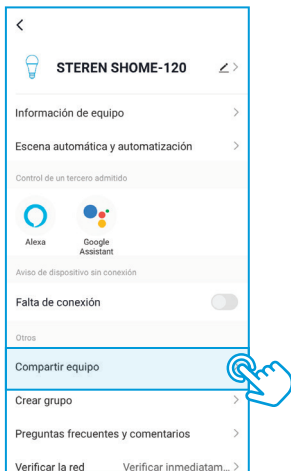 STEREN SHOME-120
Información de equipo
Escena automática y automatización
Control de un tercero admitido
Alexa
Google
Assistant
Aviso de dispositivo sin conexión
Falta de conexión
Otros
Compartir equipo
Crear grupo
Preguntas frecuentes y comentarios
Verificar la red Verificar inmediatam...